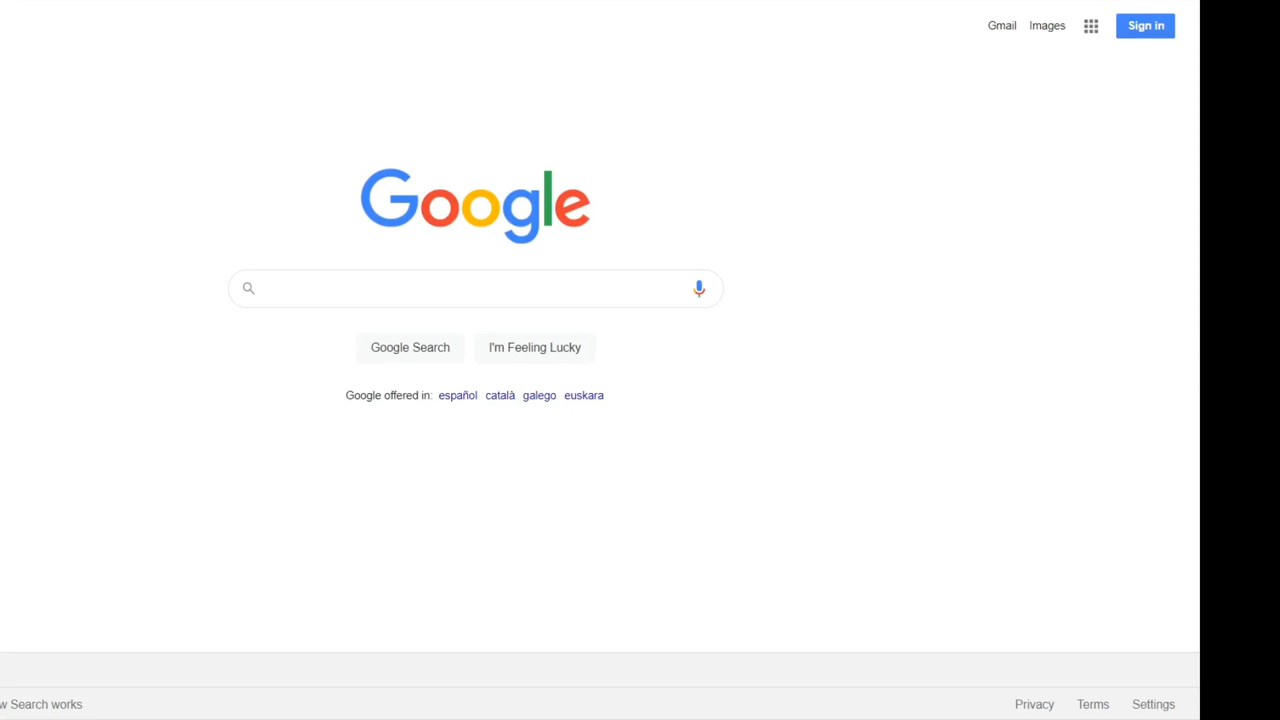 Gmail Images Sign in
Google
Google Search I'm Feeling Lucky
Google offered in: español català galego euskara
w Search works Privacy Terms Settings